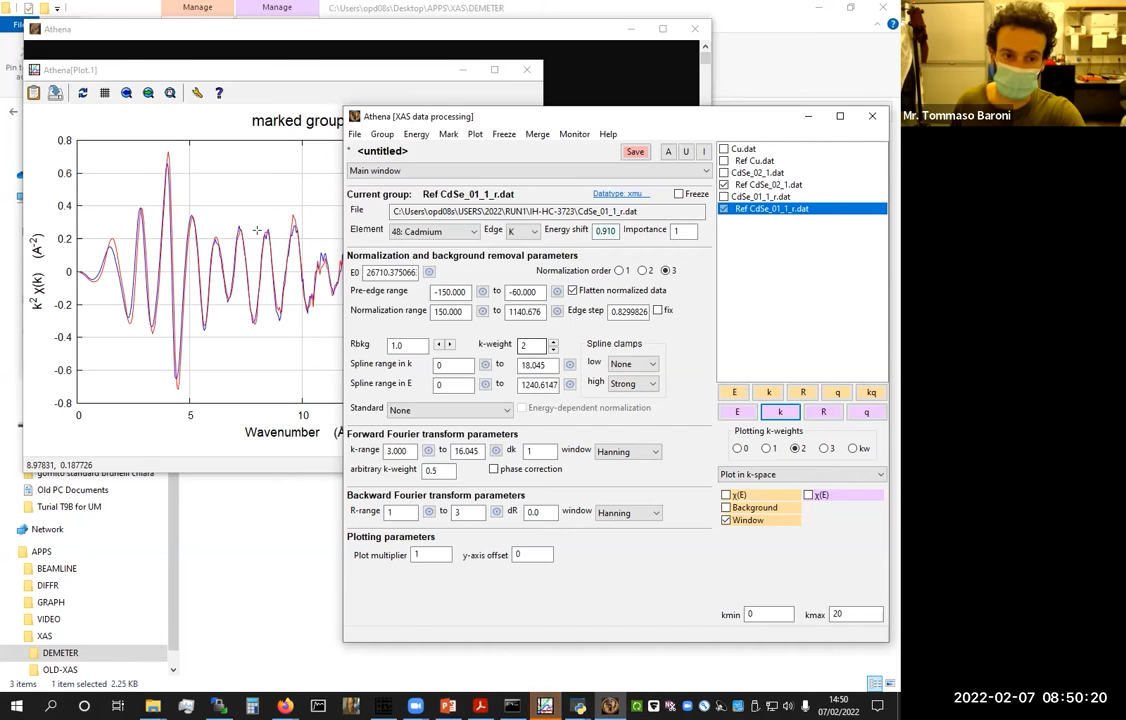 Manage
Manage
C:\Users\opd08s\Desktop\APPS\XAS\DEMETER
File
Athena
Pin to
Athena[Plot.1]
marked group
0.8
0.6
0.4
0.2
0
-0.2
-0.4
-0.6
-0.8
k² χ(k) (Å⁻²)
0
5
10
Wavenumber (Å
8.97831, 0.187726
Athena [XAS data processing]
File Group Energy Mark Plot Freeze Merge Monitor Help
* <untitled>
Save A U I
Main window
Current group: Ref CdSe_01_1_r.dat
Datatype: xmu
Freeze
File C:\Users\opd08s\USERS\2022\RUN1\IH-HC-3723\CdSe_01_1_r.dat
Element 48: Cadmium Edge K Energy shift 0.910 Importance 1
Normalization and background removal parameters
E0 26710.375066: Normalization order 1 2 3
Pre-edge range -150.000 to -60.000 Flatten normalized data
Normalization range 150.000 to 1140.676 Edge step 0.8299826 fix
Rbkg 1.0 k-weight 2 Spline clamps
Spline range in k 0 to 18.045 low None
Spline range in E 0 to 1240.6147 high Strong
Standard None Energy-dependent normalization
Forward Fourier transform parameters
k-range 3.000 to 16.045 dk 1 window Hanning
arbitrary k-weight 0.5 phase correction
Backward Fourier transform parameters
R-range 1 to 3 dR 0.0 window Hanning
Plotting parameters
Plot multiplier 1 y-axis offset 0
Cu.dat
Ref Cu.dat
CdSe_02_1.dat
Ref CdSe_02_1.dat
CdSe_01_1_r.dat
Ref CdSe_01_1_r.dat
E k R q kq
E k R q
Plotting k-weights
0 1 2 3 kw
Plot in k-space
χ(E) χ(E)
Background
Window
kmin 0 kmax 20
Old PC Documents
Turial T9B for UM
Network
APPS
BEAMLINE
DIFFR
GRAPH
VIDEO
XAS
DEMETER
OLD-XAS
3 items 1 item selected 2.25 KB
14:50
07/02/2022
Mr. Tommaso Baroni
2022-02-07 08:50:20